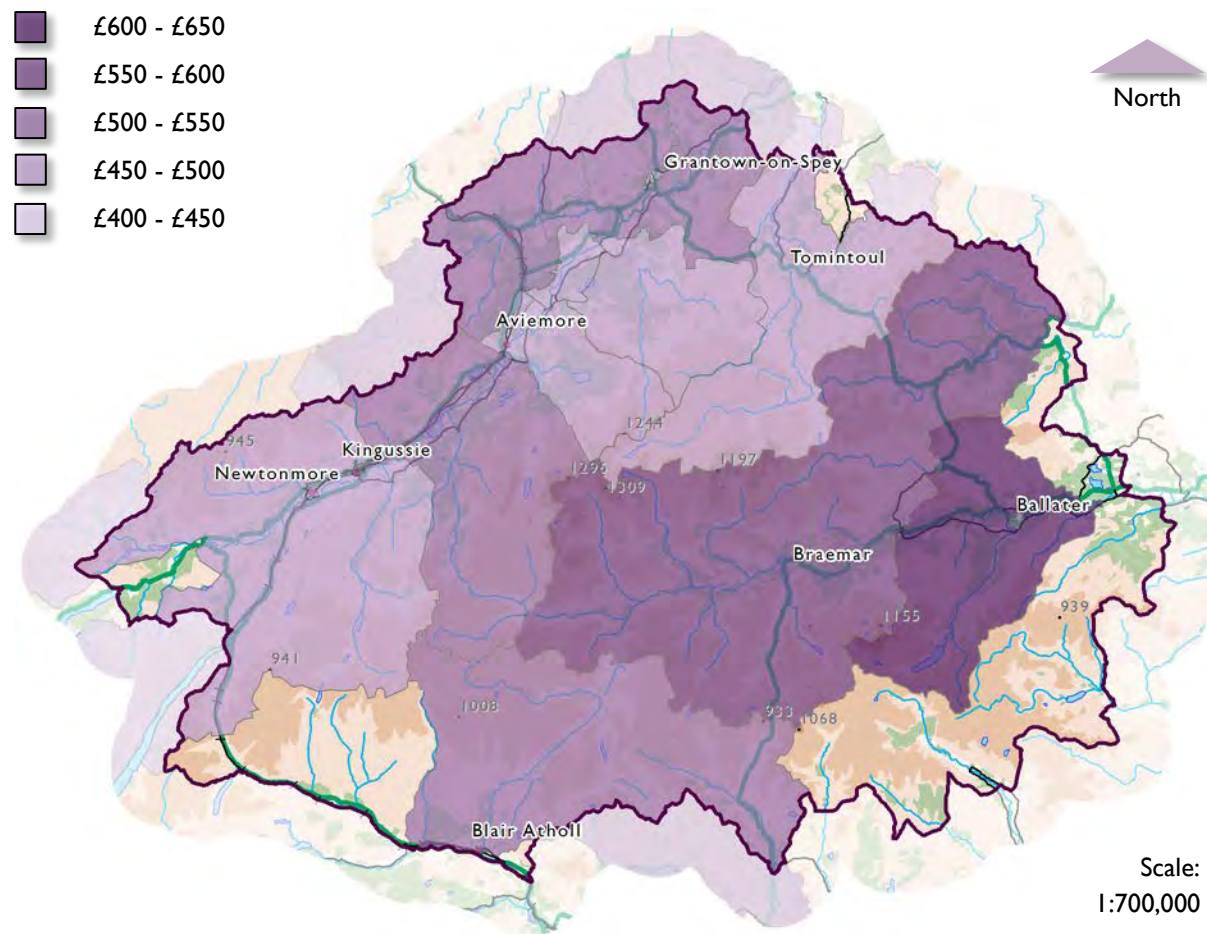 £600 - £650
£550 - £600
£500 - £550
£450 - £500
£400 - £450
North
Grantown-on-Spey
Tomintoul
Aviemore
1244
945
Kingussie
1197
1296
Newtonmore
1309
Ballater
Braemar
939
1155
941
1008
933
1068
Blair Atholl
Scale:
1:700,000